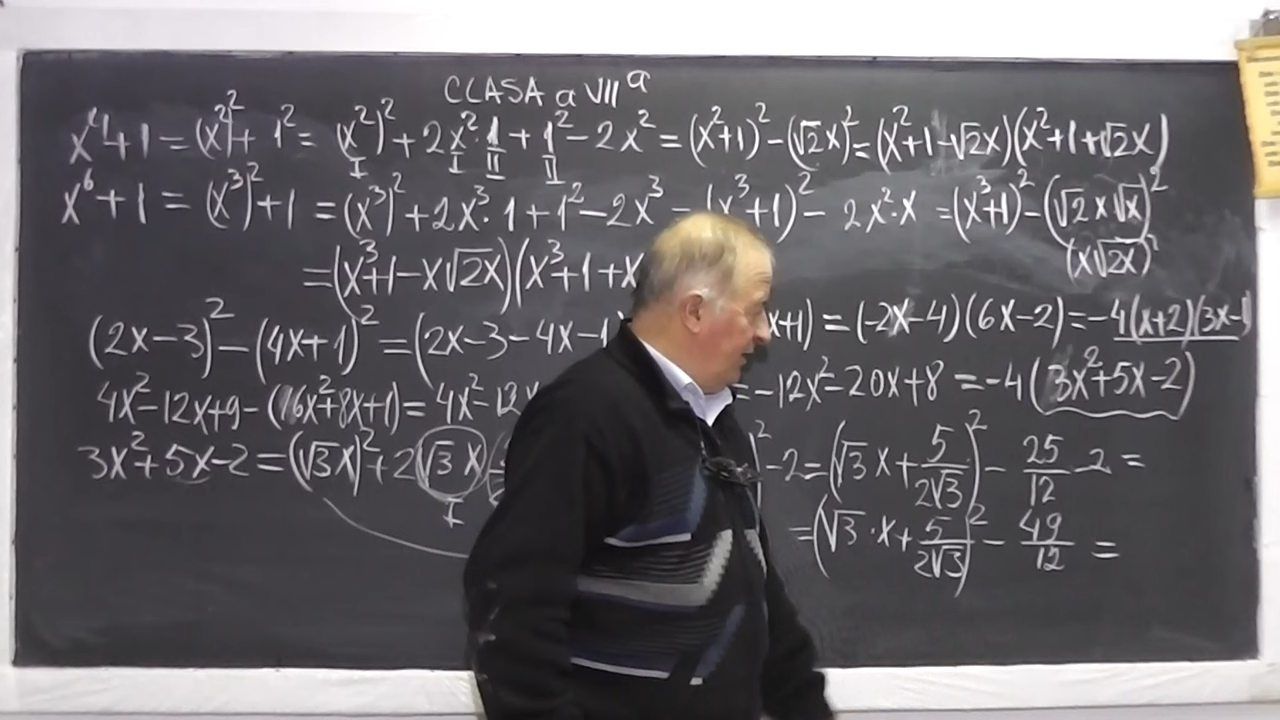 CLASA a VII ª
x⁴+1 = (x²)²+ 1² = (x²)² + 2x²·1 + 1² - 2x² = (x²+1)² - (√2x)² = (x²+1-√2x)(x²+1+√2x)
I I II II
x⁶+1 = (x³)²+1 = (x³)²+2x³·1+1²-2x³ = (x³+1)² - 2x²·x = (x³+1)² - (√2x√x)²
(x√2x)²
=(x³+1-x√2x)(x³+1+x
(2x-3)² - (4x+1)² = (2x-3-4x-1) x+1) = (-2x-4)(6x-2) = -4(x+2)(3x-1)
4x²-12x+9-(16x²+8x+1) = 4x²-12x = -12x²-20x+8 = -4(3x²+5x-2)
3x²+5x-2 = (√3x)²+2√3x )²-2 = (√3x+5/2√3)² - 25/12 -2 =
I
=(√3·x+5/2√3)² - 49/12 =